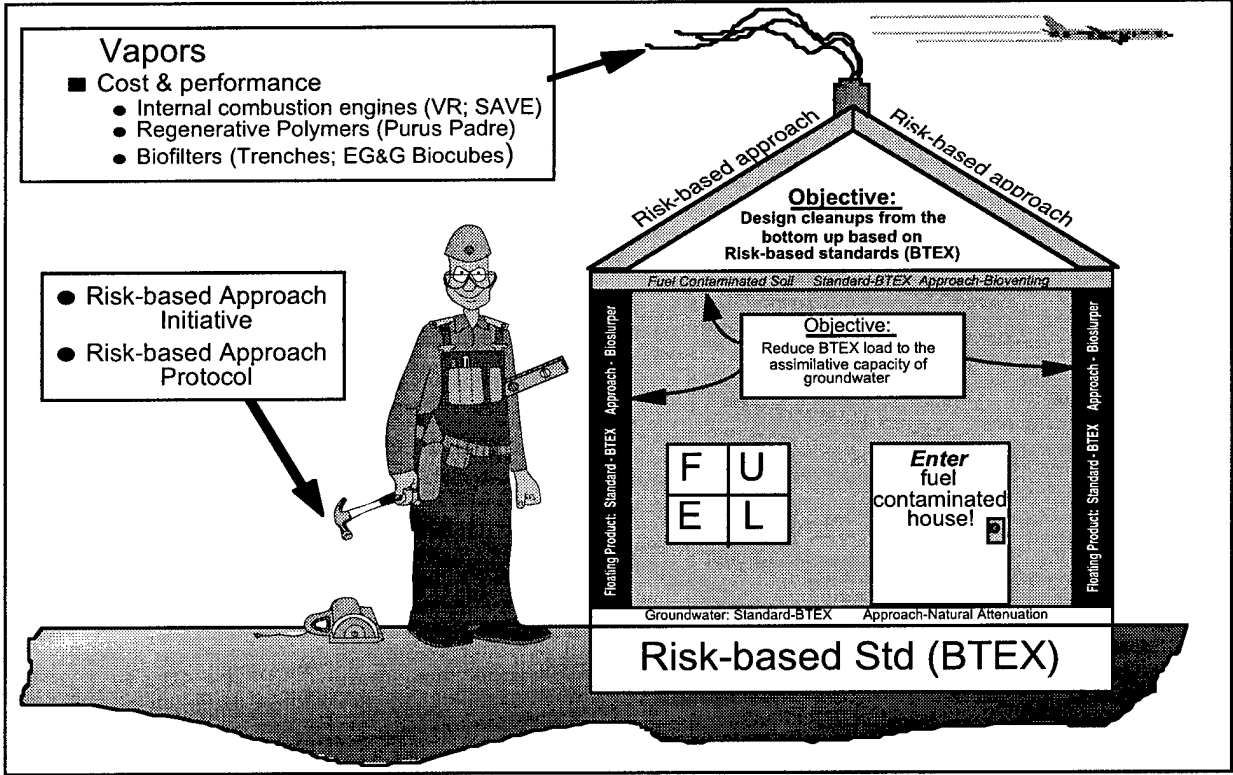 Vapors
■ Cost & performance
● Internal combustion engines (VR; SAVE)
● Regenerative Polymers (Purus Padre)
● Biofilters (Trenches; EG&G Biocubes)
Risk-based approach
Risk-based approach
Objective:
Design cleanups from the
bottom up based on
Risk-based standards (BTEX)
● Risk-based Approach
Initiative
● Risk-based Approach
Protocol
Fuel Contaminated Soil Standard-BTEX Approach-Bioventing
Floating Product: Standard - BTEX Approach - Bioslurper
Objective:
Reduce BTEX load to the
assimilative capacity of
groundwater
Floating Product: Standard - BTEX Approach - Bioslurper
F U
E L
Enter
fuel
contaminated
house!
Groundwater: Standard-BTEX Approach-Natural Attenuation
Risk-based Std (BTEX)